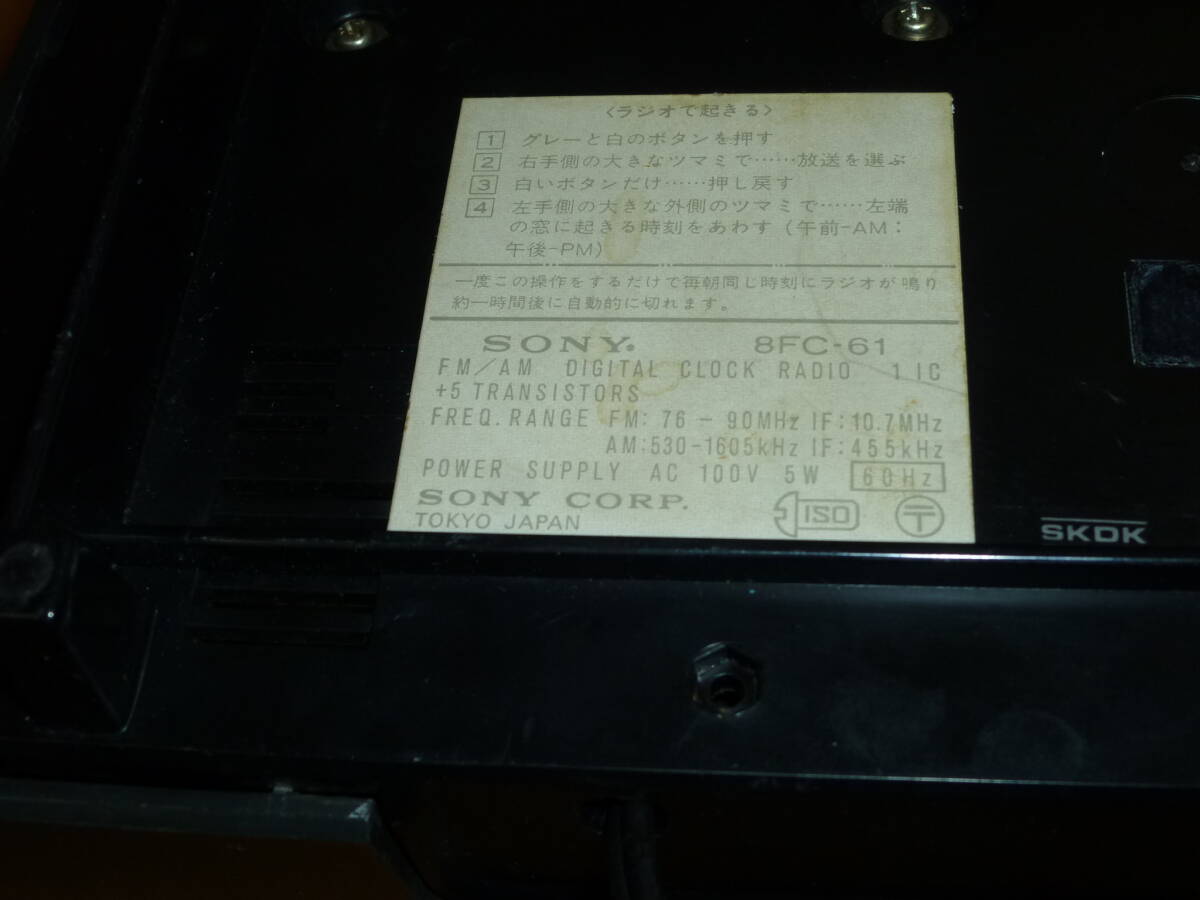 〈ラジオで起きる〉
1 グレーと白のボタンを押す
2 右手側の大きなツマミで……放送を選ぶ
3 白いボタンだけ……押し戻す
4 左手側の大きな外側のツマミで……左端
の窓に起きる時刻をあわす(午前-AM:
午後-PM)
一度この操作をするだけで毎朝同じ時刻にラジオが鳴り
約一時間後に自動的に切れます。
SONY. 8FC-61
FM/AM DIGITAL CLOCK RADIO 1 IC
+5 TRANSISTORS
FREQ. RANGE FM: 76 - 90MHz IF: 10.7MHz
AM: 530-1605kHz IF: 455kHz
POWER SUPPLY AC 100V 5W 60Hz
SONY CORP.
TOKYO JAPAN
ISO 〒
SKDK